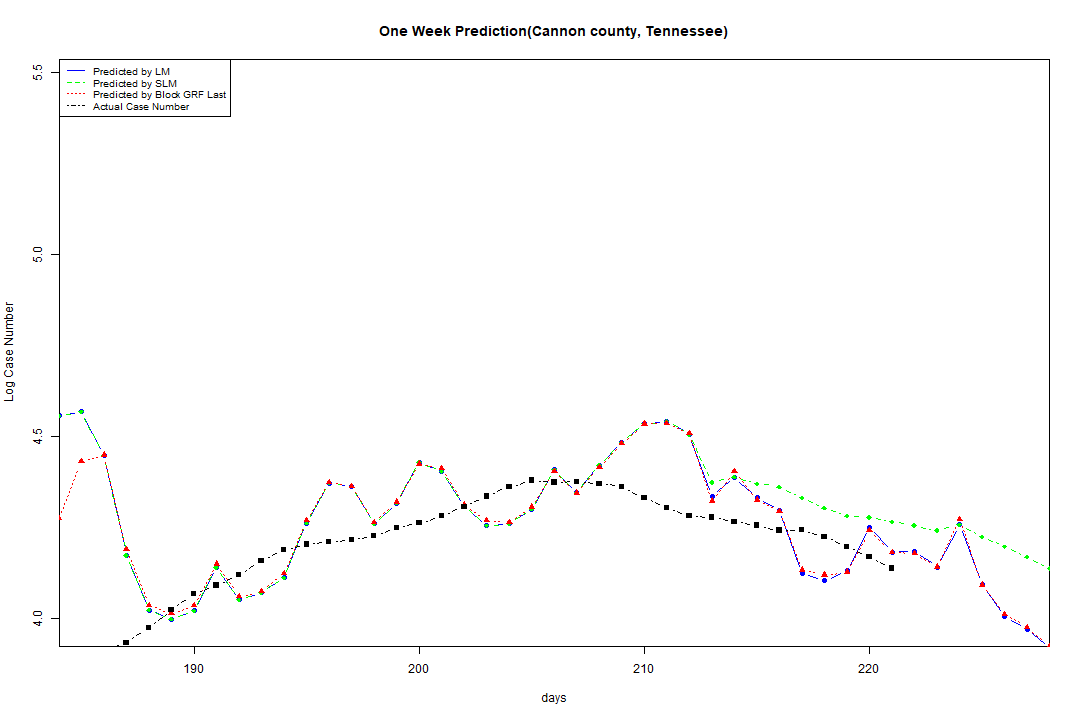 One Week Prediction(Cannon county, Tennessee)
Predicted by LM
Predicted by SLM
Predicted by Block GRF Last
Actual Case Number
5.5
5.0
4.5
4.0
Log Case Number
190 200 210 220
days